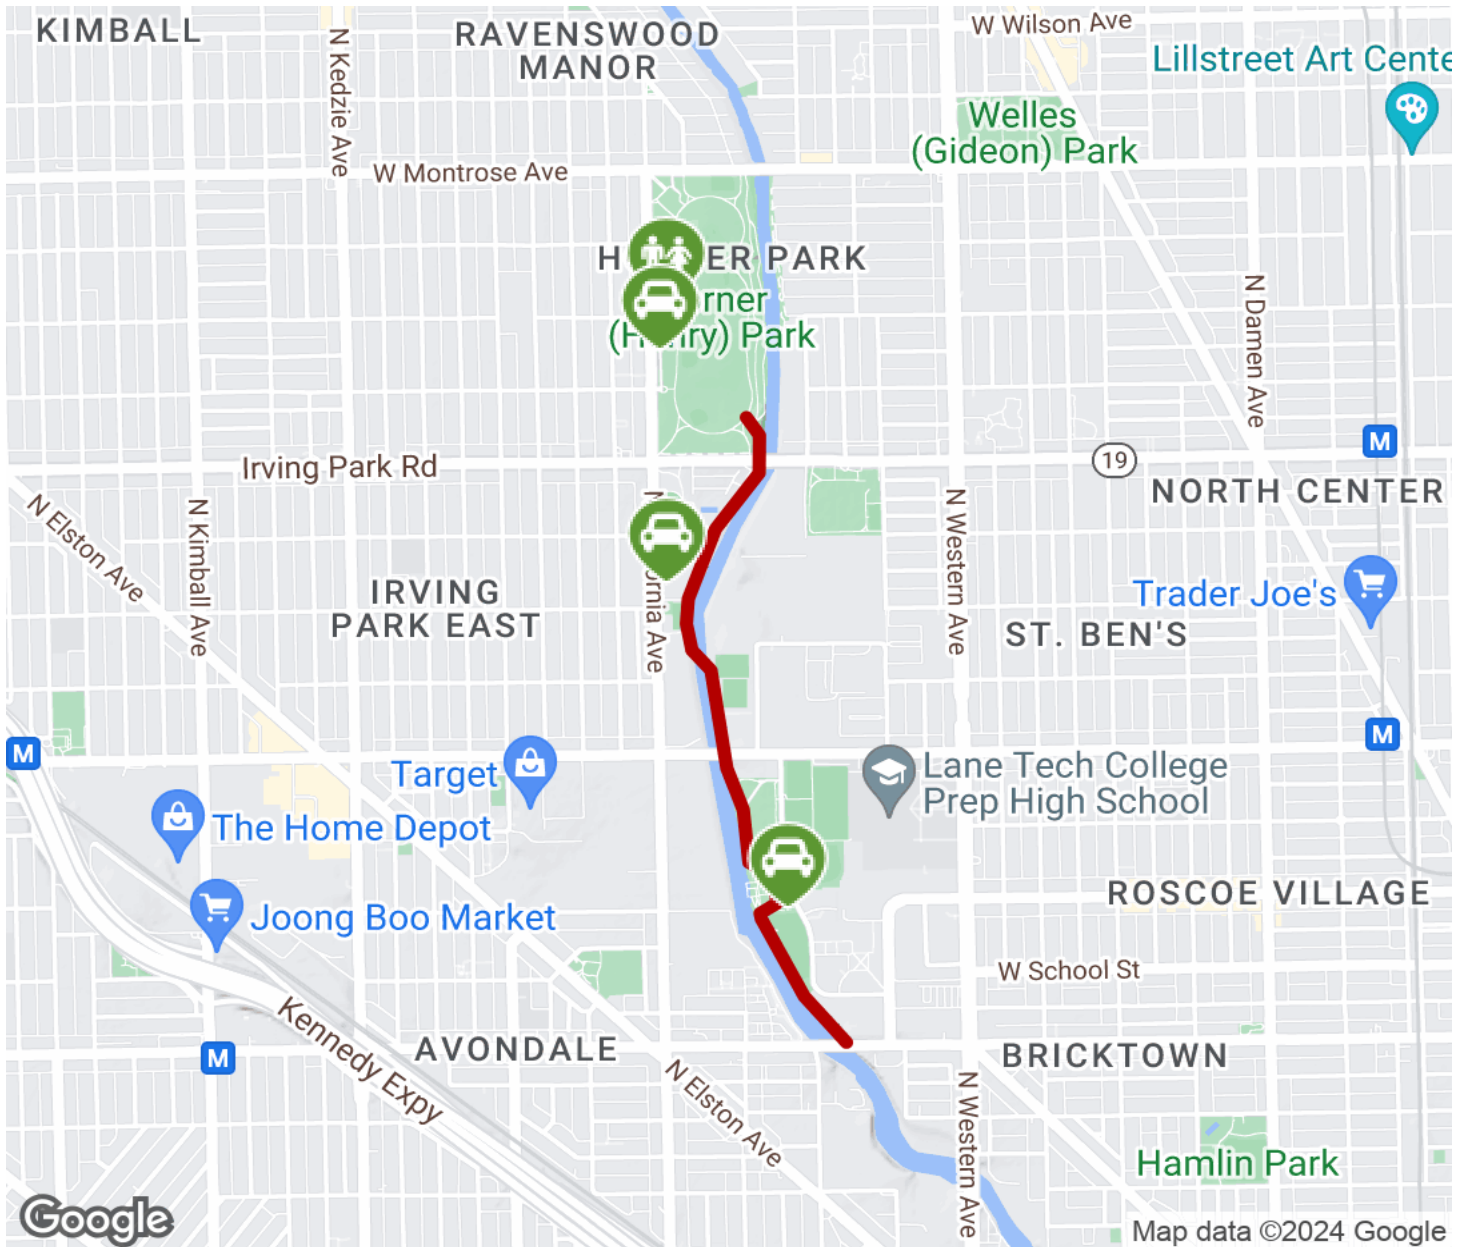 KIMBALL
RAVENSWOOD
MANOR
W Wilson Ave
Lillstreet Art Cente
N Kedzie Ave
Welles
(Gideon) Park
W Montrose Ave
H ER PARK
rner
(Henry) Park
N Damen Ave
M
Irving Park Rd
19
NORTH CENTER
N Elston Ave
N Kimball Ave
N
ornia Ave
N Western Ave
IRVING
PARK EAST
Trader Joe's
ST. BEN'S
M
M
Target
Lane Tech College
Prep High School
The Home Depot
ROSCOE VILLAGE
Joong Boo Market
W School St
Kennedy Expy
AVONDALE
M
BRICKTOWN
N Elston Ave
N Western Ave
Hamlin Park
Google
Map data ©2024 Google